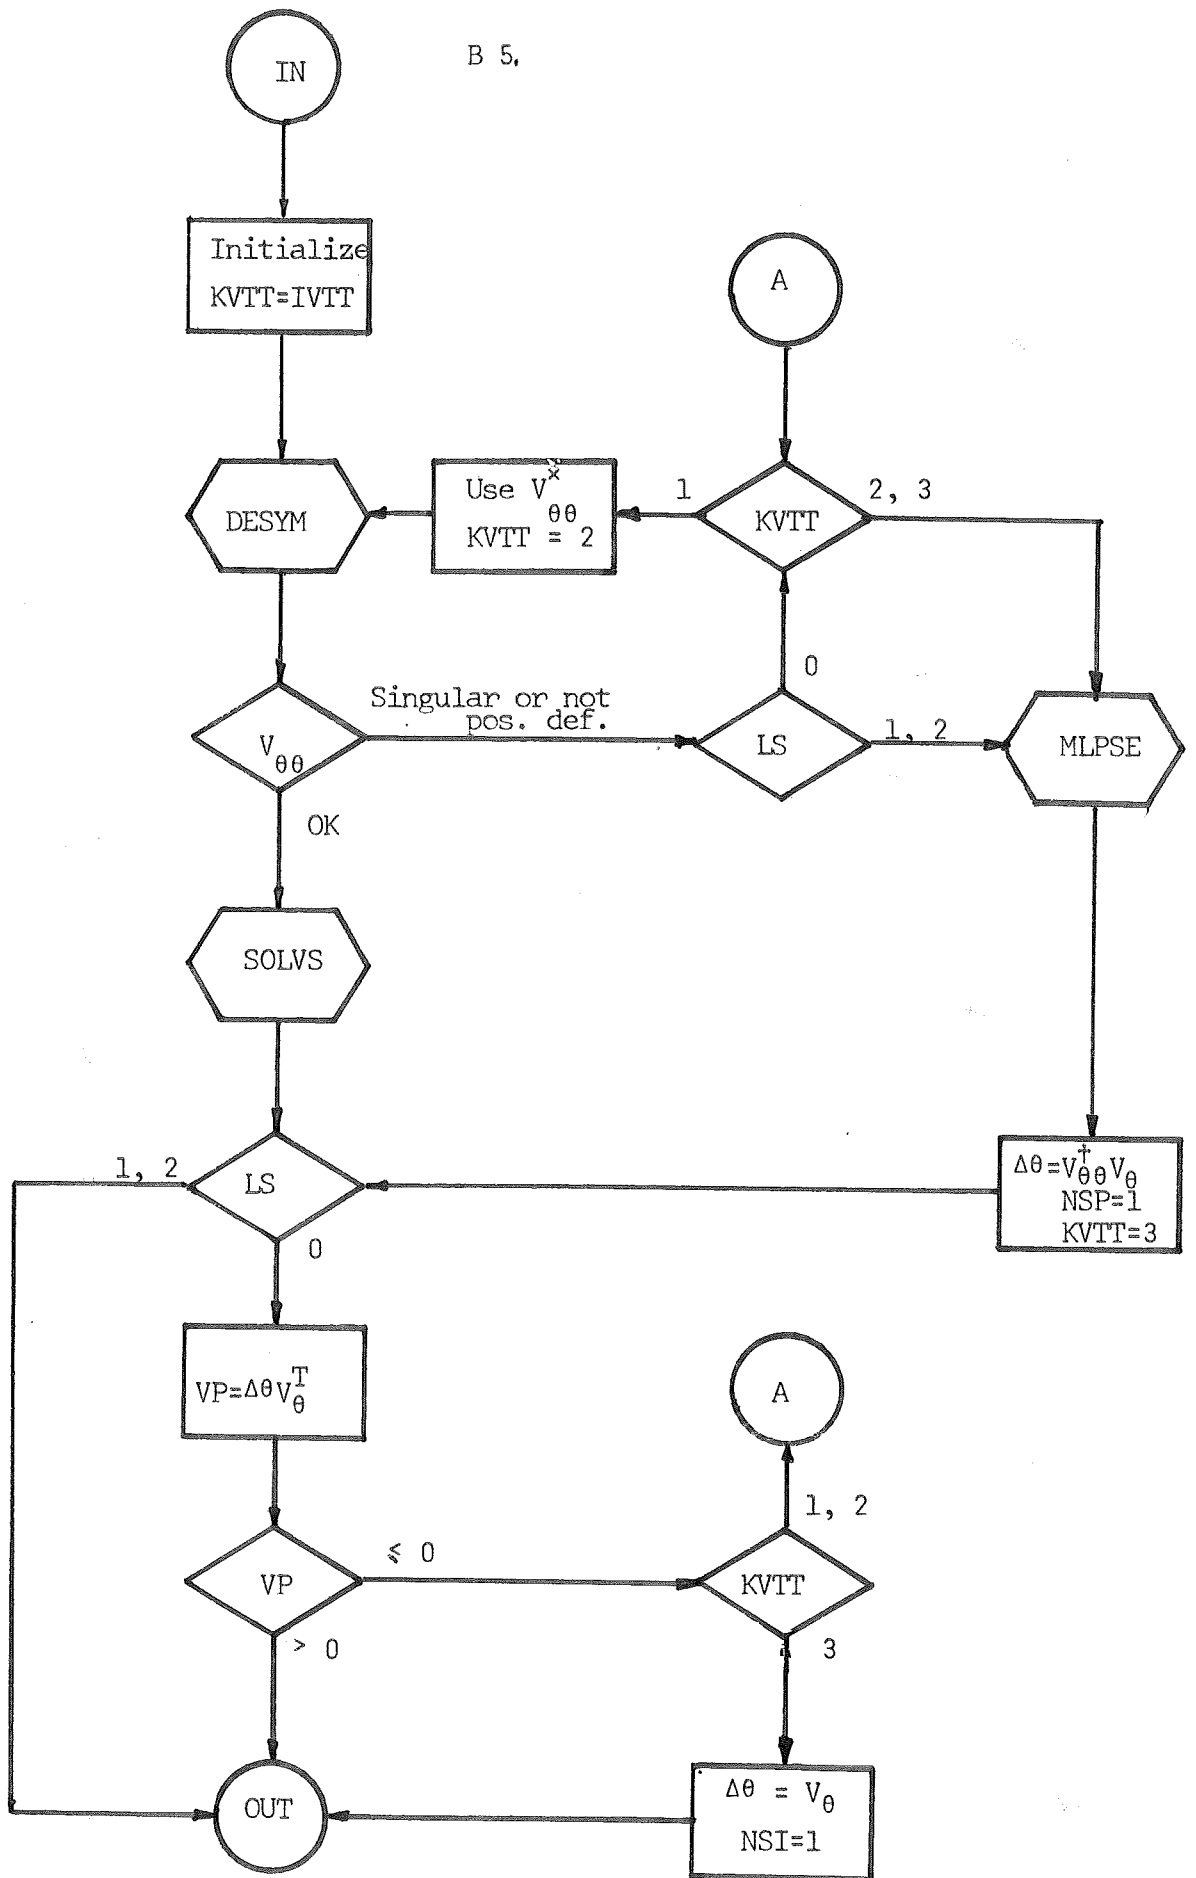 B 5.
IN
Initialize
KVTT=IVTT
A
DESYM
Use V×θθ
KVTT = 2
1
KVTT
2, 3
0
Singular or not
pos. def.
Vθθ
LS
1, 2
MLPSE
OK
SOLVS
1, 2
LS
0
Δθ=V†θθVθ
NSP=1
KVTT=3
VP=ΔθVθT
A
1, 2
VP
≤ 0
KVTT
> 0
3
OUT
Δθ = Vθ
NSI=1